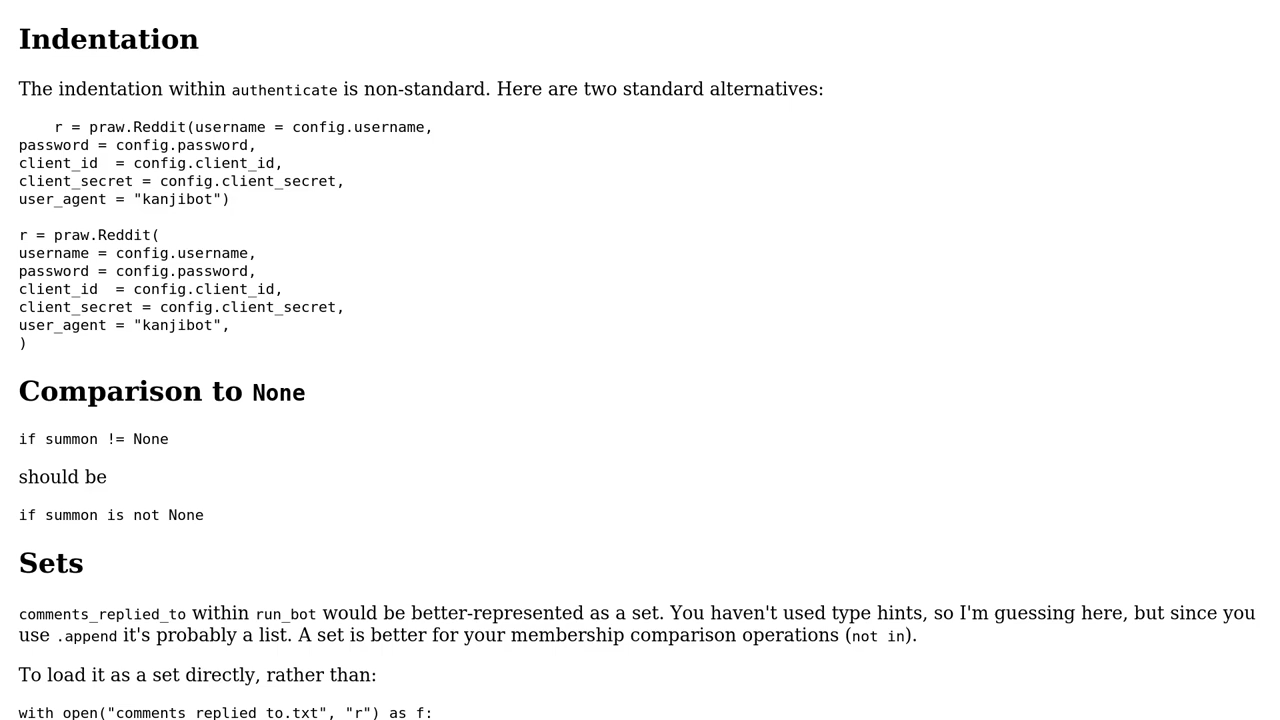 Indentation
The indentation within authenticate is non-standard. Here are two standard alternatives:
    r = praw.Reddit(username = config.username,
password = config.password,
client_id  = config.client_id,
client_secret = config.client_secret,
user_agent = "kanjibot")
r = praw.Reddit(
username = config.username,
password = config.password,
client_id  = config.client_id,
client_secret = config.client_secret,
user_agent = "kanjibot",
)
Comparison to None
if summon != None
should be
if summon is not None
Sets
comments_replied_to within run_bot would be better-represented as a set. You haven't used type hints, so I'm guessing here, but since you
use .append it's probably a list. A set is better for your membership comparison operations (not in).
To load it as a set directly, rather than:
with open("comments_replied_to.txt", "r") as f: